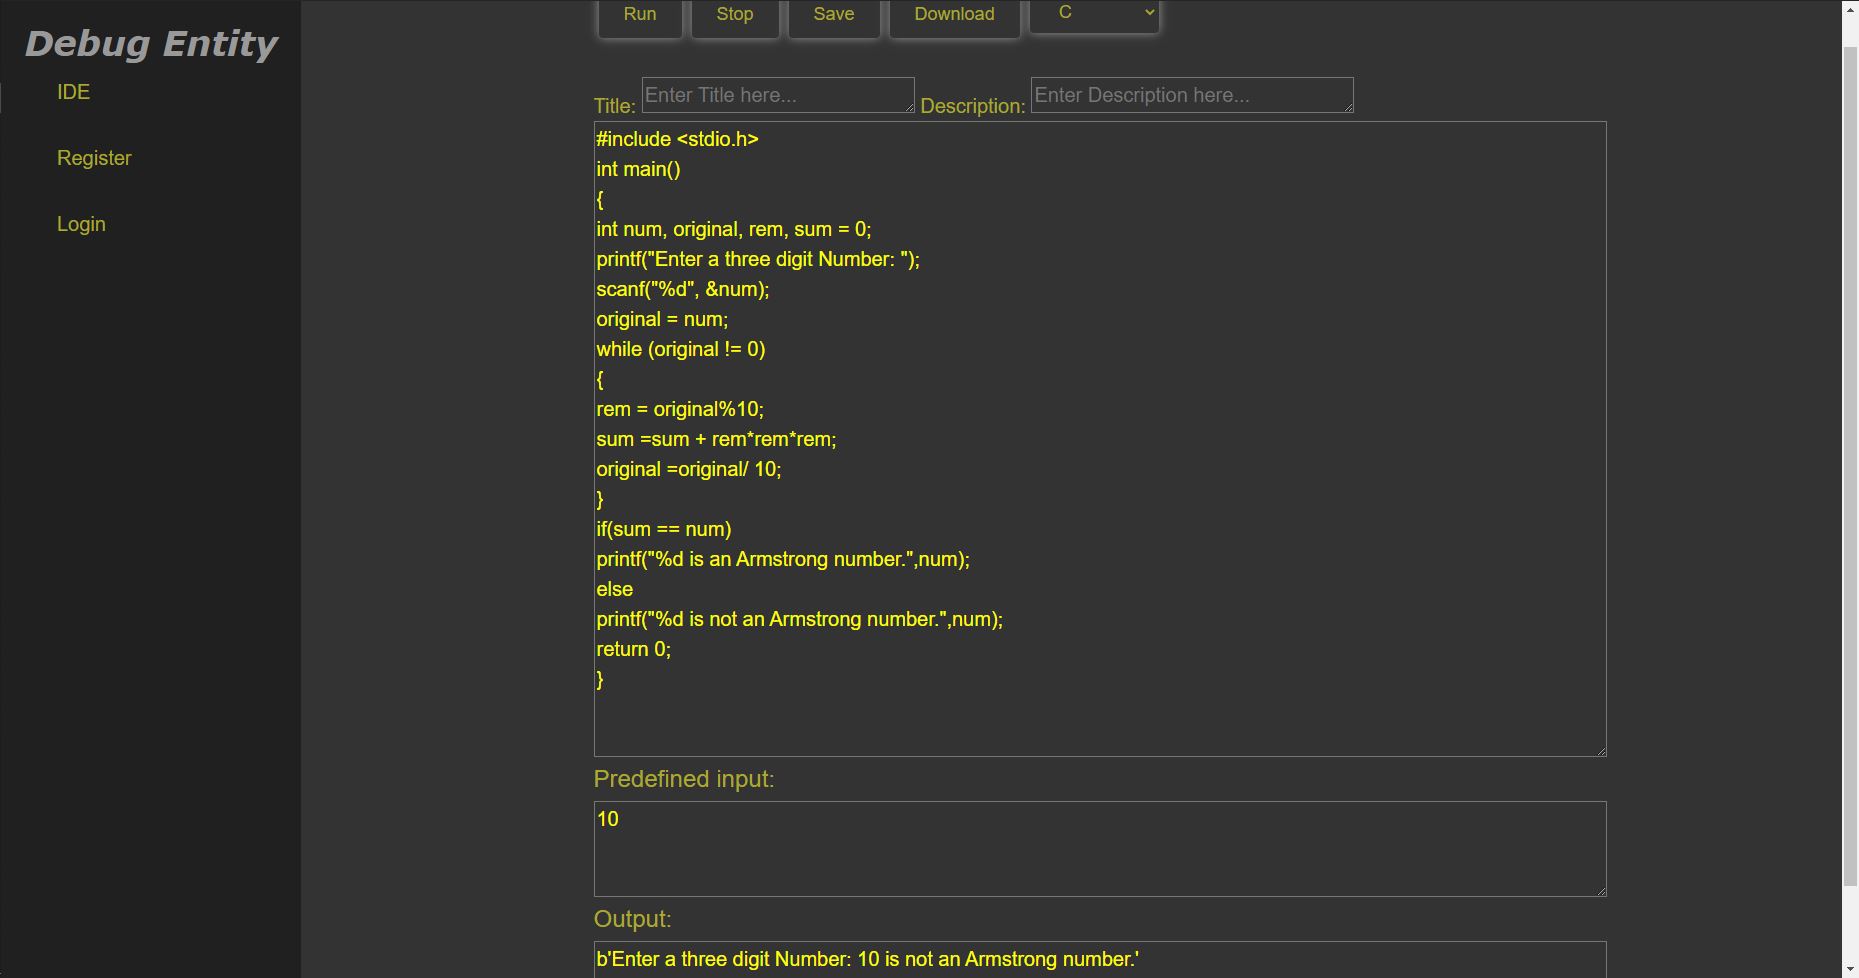 Debug Entity
IDE
Register
Login
Run Stop Save Download C
Title: Enter Title here... Description: Enter Description here...
#include <stdio.h>
int main()
{
int num, original, rem, sum = 0;
printf("Enter a three digit Number: ");
scanf("%d", &num);
original = num;
while (original != 0)
{
rem = original%10;
sum =sum + rem*rem*rem;
original =original/ 10;
}
if(sum == num)
printf("%d is an Armstrong number.",num);
else
printf("%d is not an Armstrong number.",num);
return 0;
}
Predefined input:
10
Output:
b'Enter a three digit Number: 10 is not an Armstrong number.'